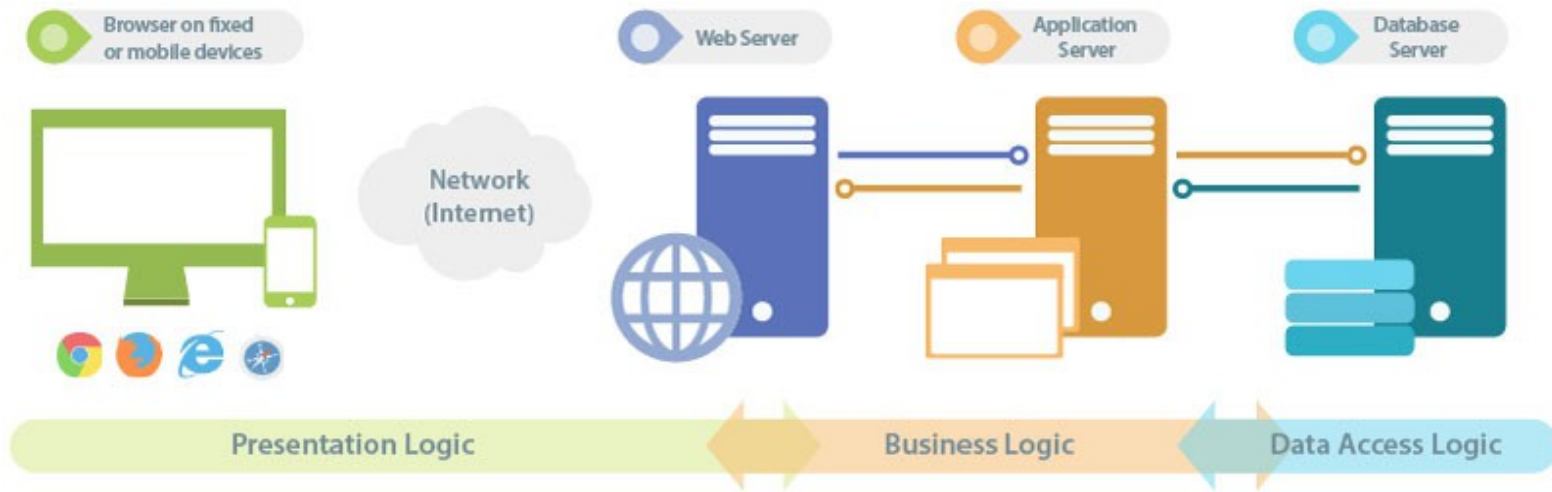 Browser on fixed
or mobile devices
Web Server
Application
Server
Database
Server
Network
(Internet)
Presentation Logic
Business Logic
Data Access Logic